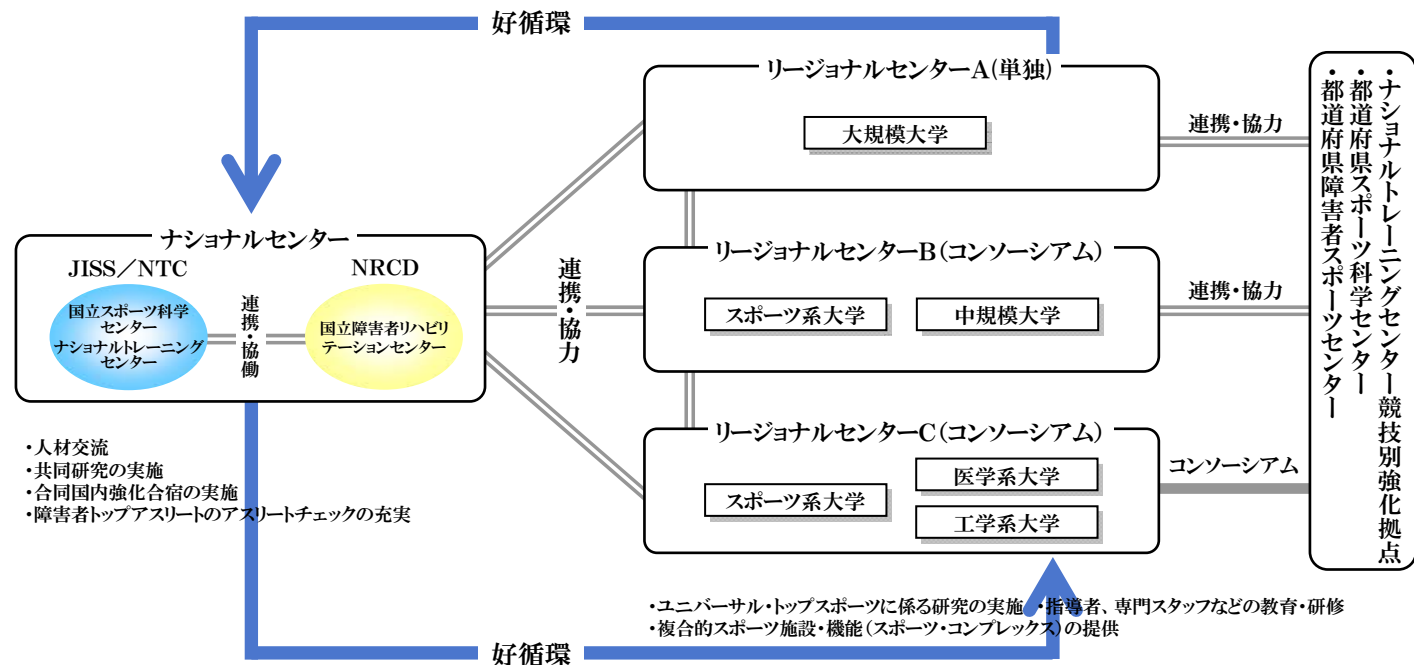 好循環
リージョナルセンターA(単独)
大規模大学
連携・協力
・ナショナルトレーニングセンター競技別強化拠点
・都道府県スポーツ科学センター
・都道府県障害者スポーツセンター
ナショナルセンター
JISS／NTC
NRCD
国立スポーツ科学
センター
ナショナルトレーニング
センター
連携・協働
国立障害者リハビリ
テーションセンター
連携・協力
リージョナルセンターB(コンソーシアム)
スポーツ系大学
中規模大学
連携・協力
リージョナルセンターC(コンソーシアム)
スポーツ系大学
医学系大学
工学系大学
コンソーシアム
・人材交流
・共同研究の実施
・合同国内強化合宿の実施
・障害者トップアスリートのアスリートチェックの充実
・ユニバーサル・トップスポーツに係る研究の実施　・指導者、専門スタッフなどの教育・研修
・複合的スポーツ施設・機能(スポーツ・コンプレックス)の提供
好循環